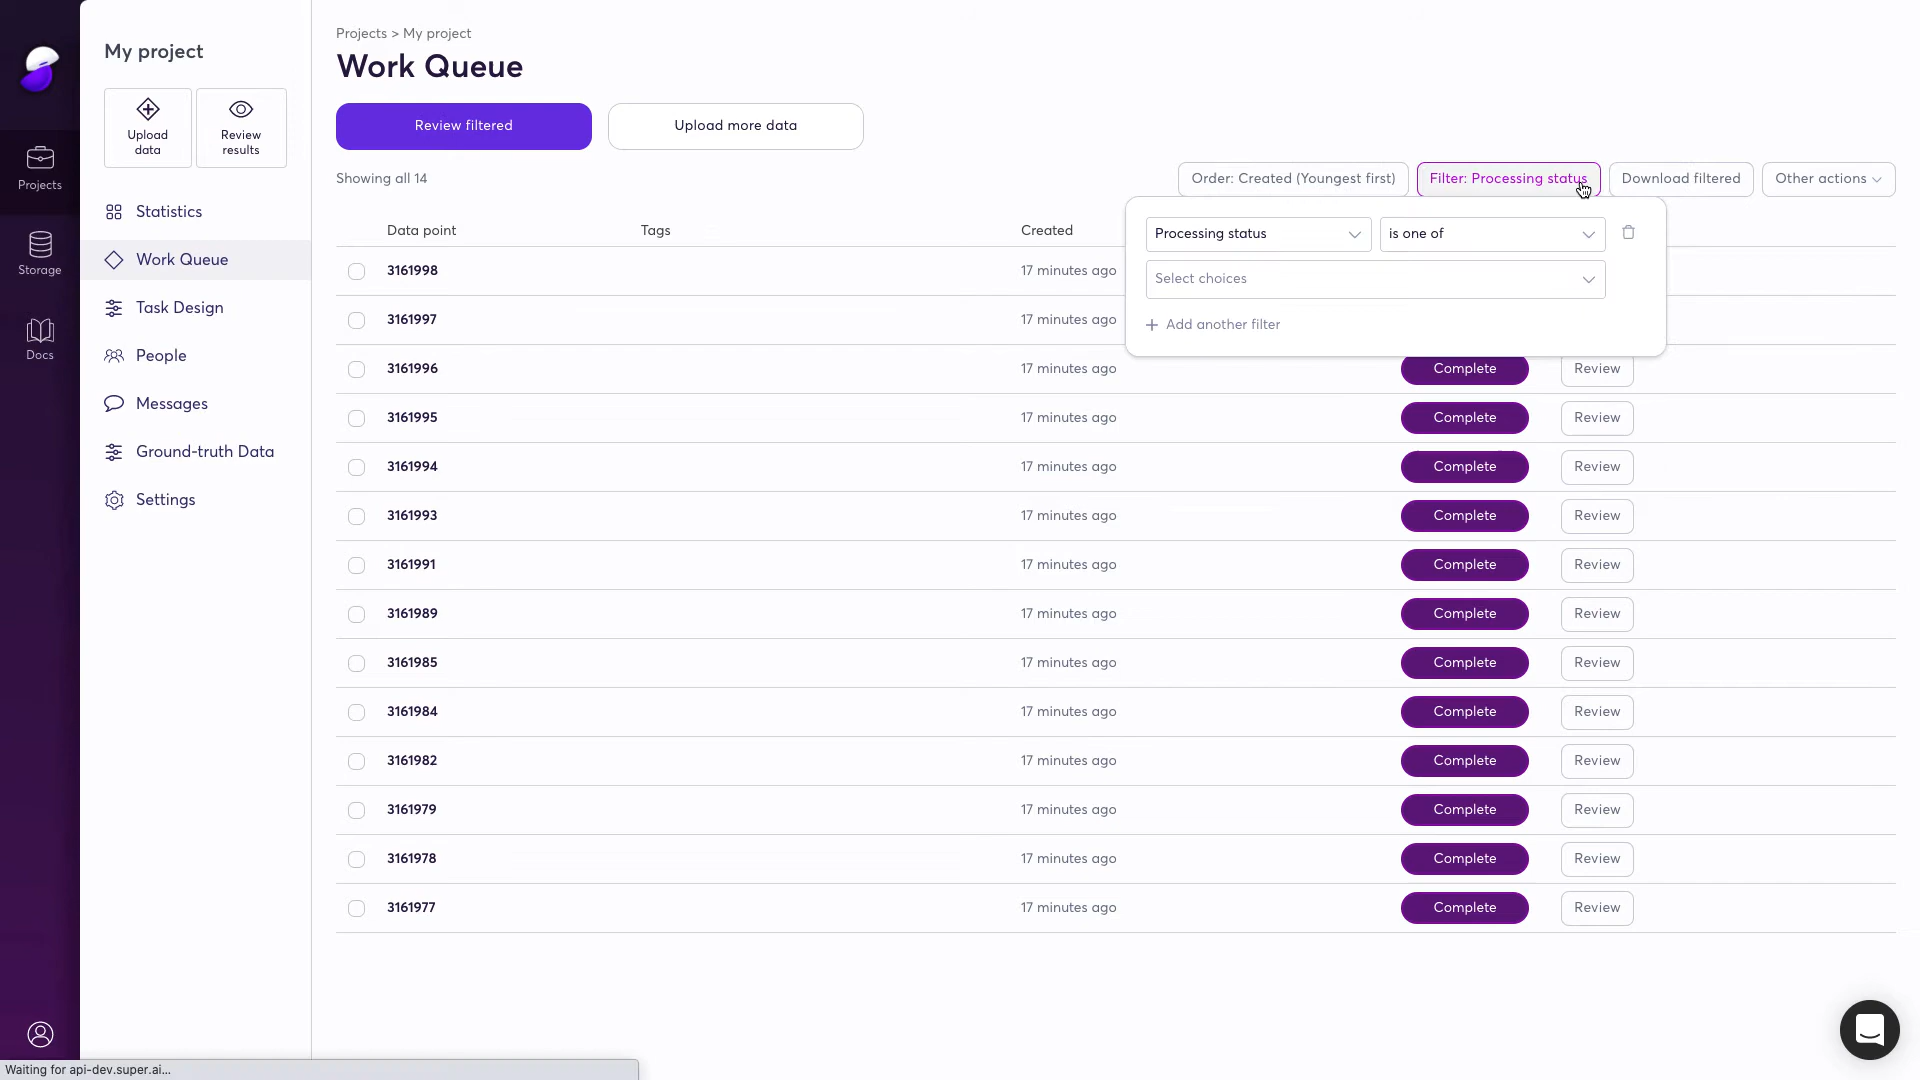 My project
Upload data
Review results
Projects
Storage
Docs
Statistics
Work Queue
Task Design
People
Messages
Ground-truth Data
Settings
Projects > My project
Work Queue
Review filtered
Upload more data
Showing all 14
Order: Created (Youngest first)
Filter: Processing status
Download filtered
Other actions
Processing status
is one of
Select choices
+ Add another filter
Data point Tags Created
3161998 17 minutes ago
3161997 17 minutes ago
3161996 17 minutes ago Complete Review
3161995 17 minutes ago Complete Review
3161994 17 minutes ago Complete Review
3161993 17 minutes ago Complete Review
3161991 17 minutes ago Complete Review
3161989 17 minutes ago Complete Review
3161985 17 minutes ago Complete Review
3161984 17 minutes ago Complete Review
3161982 17 minutes ago Complete Review
3161979 17 minutes ago Complete Review
3161978 17 minutes ago Complete Review
3161977 17 minutes ago Complete Review
Waiting for api-dev.super.ai...